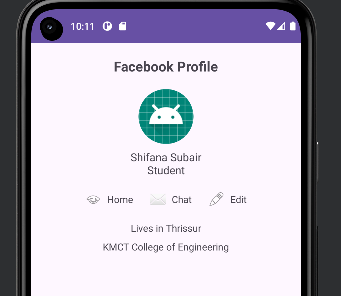 10:11
Facebook Profile
Shifana Subair
Student
Home Chat Edit
Lives in Thrissur
KMCT College of Engineering